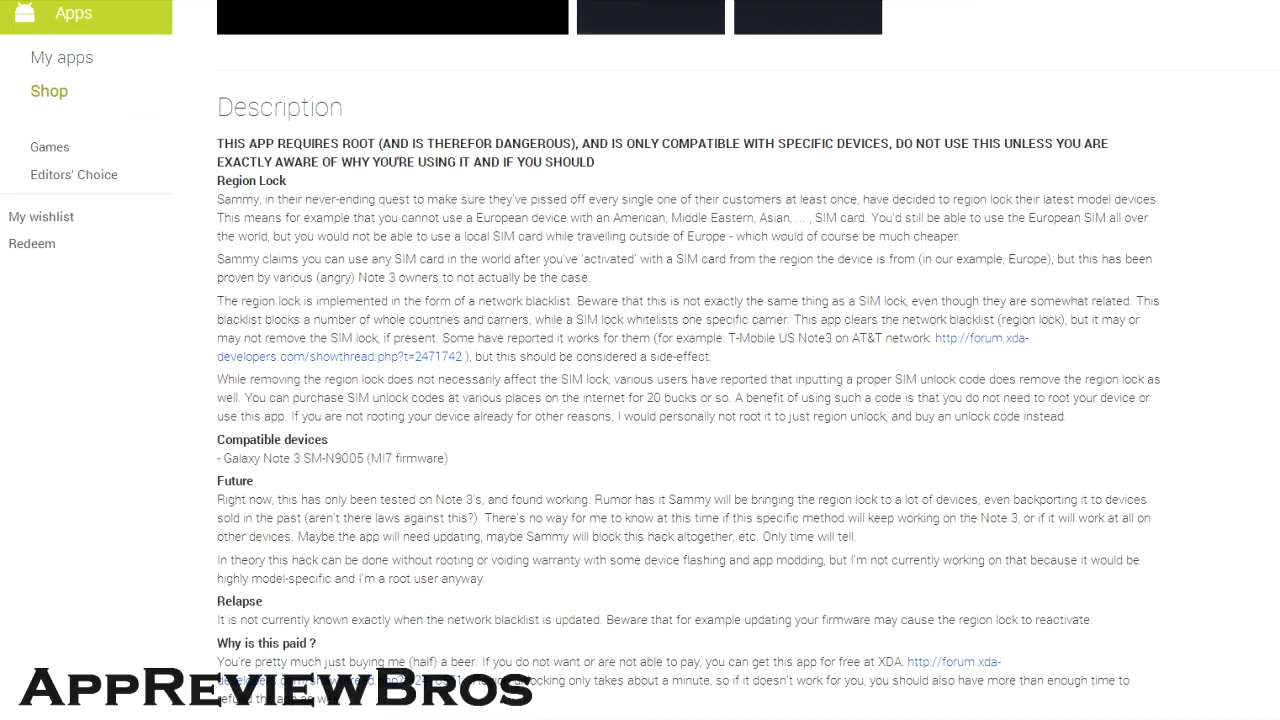 Apps
My apps
Shop
Games
Editors' Choice
My wishlist
Redeem
Description
THIS APP REQUIRES ROOT (AND IS THEREFOR DANGEROUS), AND IS ONLY COMPATIBLE WITH SPECIFIC DEVICES, DO NOT USE THIS UNLESS YOU ARE
EXACTLY AWARE OF WHY YOU'RE USING IT AND IF YOU SHOULD
Region Lock
Sammy, in their never-ending quest to make sure they've pissed off every single one of their customers at least once, have decided to region lock their latest model devices.
This means for example that you cannot use a European device with an American, Middle Eastern, Asian, ... , SIM card. You'd still be able to use the European SIM all over
the world, but you would not be able to use a local SIM card while travelling outside of Europe - which would of course be much cheaper.
Sammy claims you can use any SIM card in the world after you've 'activated' with a SIM card from the region the device is from (in our example, Europe), but this has been
proven by various (angry) Note 3 owners to not actually be the case.
The region lock is implemented in the form of a network blacklist. Beware that this is not exactly the same thing as a SIM lock, even though they are somewhat related. This
blacklist blocks a number of whole countries and carriers, while a SIM lock whitelists one specific carrier. This app clears the network blacklist (region lock), but it may or
may not remove the SIM lock, if present. Some have reported it works for them (for example: T-Mobile US Note3 on AT&T network: http://forum.xda-
developers.com/showthread.php?t=2471742 ), but this should be considered a side-effect.
While removing the region lock does not necessarily affect the SIM lock, various users have reported that inputting a proper SIM unlock code does remove the region lock as
well. You can purchase SIM unlock codes at various places on the internet for 20 bucks or so. A benefit of using such a code is that you do not need to root your device or
use this app. If you are not rooting your device already for other reasons, I would personally not root it to just region unlock, and buy an unlock code instead.
Compatible devices
- Galaxy Note 3 SM-N9005 (MI7 firmware)
Future
Right now, this has only been tested on Note 3's, and found working. Rumor has it Sammy will be bringing the region lock to a lot of devices, even backporting it to devices
sold in the past (aren't there laws against this?). There's no way for me to know at this time if this specific method will keep working on the Note 3, or if it will work at all on
other devices. Maybe the app will need updating, maybe Sammy will block this hack altogether, etc. Only time will tell.
In theory this hack can be done without rooting or voiding warranty with some device flashing and app modding, but I'm not currently working on that because it would be
highly model-specific and I'm a root user anyway.
Relapse
It is not currently known exactly when the network blacklist is updated. Beware that for example updating your firmware may cause the region lock to reactivate.
Why is this paid ?
You're pretty much just buying me (half) a beer. If you do not want or are not able to pay, you can get this app for free at XDA: http://forum.xda-
unlocking only takes about a minute, so if it doesn't work for you, you should also have more than enough time to
AppReviewBros